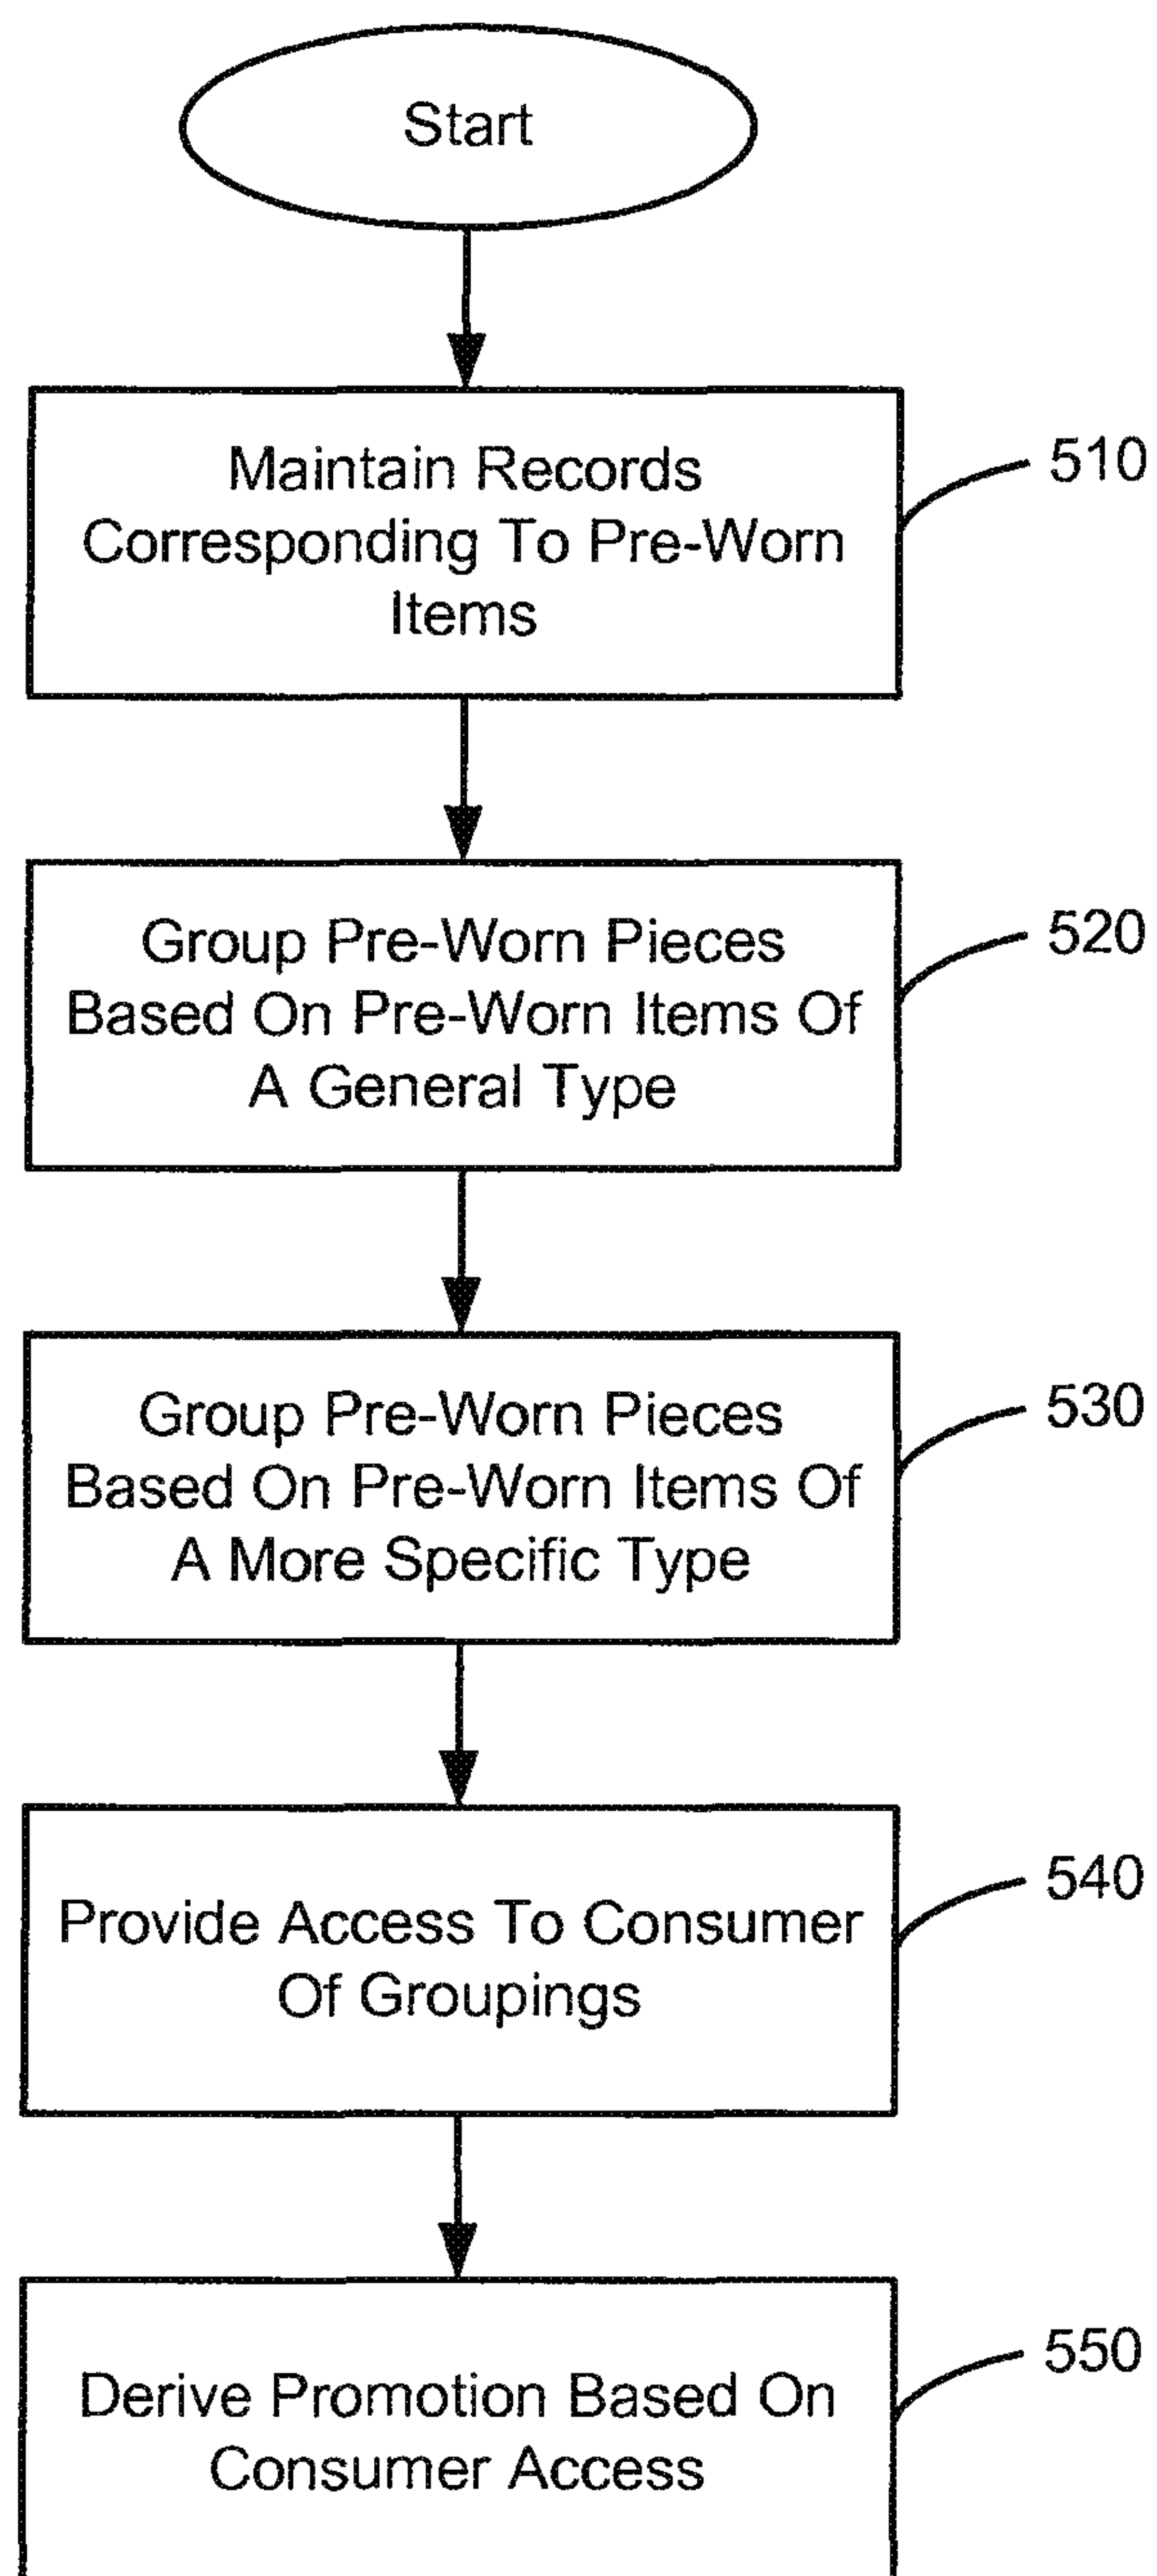 Start
Maintain Records
Corresponding To Pre-Worn
Items
510
Group Pre-Worn Pieces
Based On Pre-Worn Items Of
A General Type
520
Group Pre-Worn Pieces
Based On Pre-Worn Items Of
A More Specific Type
530
Provide Access To Consumer
Of Groupings
540
Derive Promotion Based On
Consumer Access
550